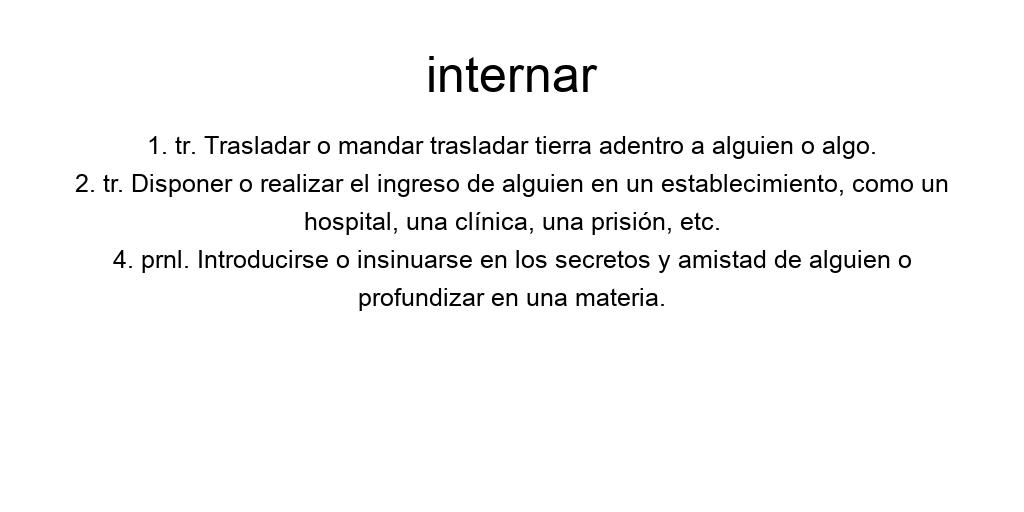 internar
1. tr. Trasladar o mandar trasladar tierra adentro a alguien o algo.
2. tr. Disponer o realizar el ingreso de alguien en un establecimiento, como un
hospital, una clínica, una prisión, etc.
4. prnl. Introducirse o insinuarse en los secretos y amistad de alguien o
profundizar en una materia.